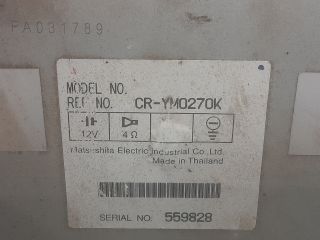 FA031789
MODEL NO.
REF NO. CR-YM0270K
12V 4Ω
Matsushita Electric Industrial Co., Ltd.
Made in Thailand
SERIAL NO. 559828